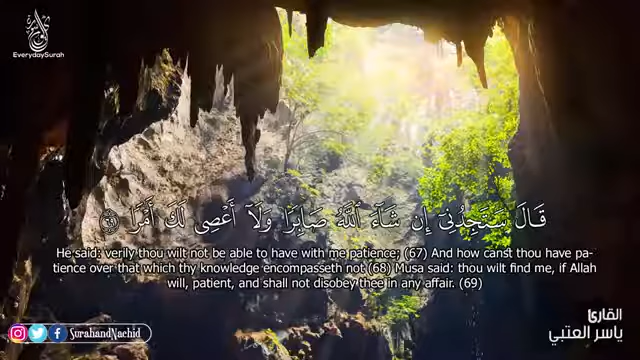 EverydaySurah
قَالَ سَتَجِدُنِىٓ إِن شَآءَ ٱللَّهُ صَابِرًا وَلَآ أَعْصِى لَكَ أَمْرًا ٦٩
He said: verily thou wilt not be able to have with me patience; (67) And how canst thou have pa-
tience over that which thy knowledge encompasseth not (68) Musa said: thou wilt find me, if Allah
will, patient, and shall not disobey thee in any affair. (69)
SurahandNachid
القارئ
ياسر العتبي